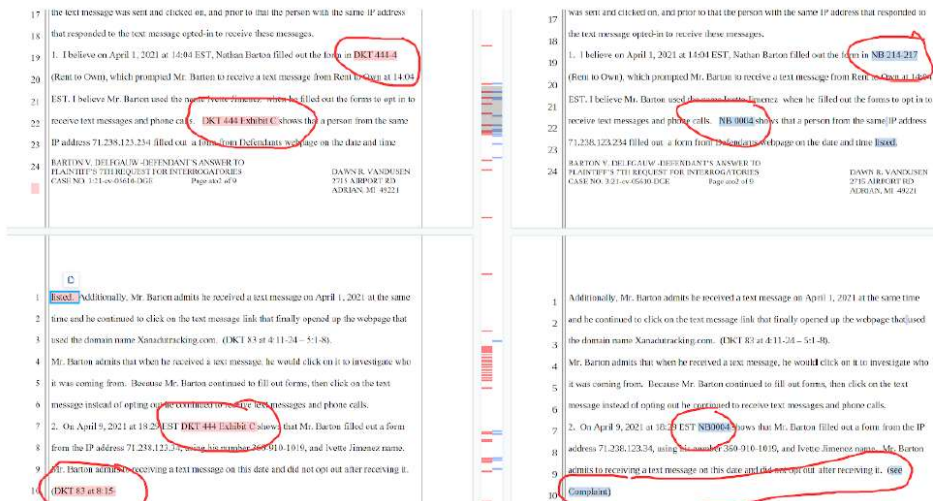 17 the message was sent and clicked on, and prior to that the person with the same IP address
18 that responded to the text message opted-in to receive these messages.
19 1. I believe on April 1, 2021 at 14:04 EST, Nathan Barton filled out the form in DKT 444-4
20 (Rent to Own), which prompted Mr. Barton to receive a text message from Rent to Own at 14:04
21 EST. I believe Mr. Barton used the name Ivette Jimenez when he filled out the forms to opt in to
22 receive text messages and phone calls. DKT 444 Exhibit C shows that a person from the same
23 IP address 71.238.123.234 filled out a form from Defendants webpage on the date and time
24 BARTON V. DELFGAUW -DEFENDANT'S ANSWER TO
PLAINTIFF'S 7TH REQUEST FOR INTERROGATORIES
CASE NO. 3:21-cv-05610-DGE Page 2 of 9
DAWN R. VANDUSEN
2715 AIRPORT RD
ADRIAN, MI 49221
17 was sent and clicked on, and prior to that the person with the same IP address that responded to
18 the text message opted-in to receive these messages.
19 1. I believe on April 1, 2021 at 14:04 EST, Nathan Barton filled out the form in NB 214-217
20 (Rent to Own), which prompted Mr. Barton to receive a text message from Rent to Own at 14:04
21 EST. I believe Mr. Barton used the name Ivette Jimenez when he filled out the forms to opt in to
22 receive text messages and phone calls. NB 0004 shows that a person from the same IP address
23 71.238.123.234 filled out a form from Defendants webpage on the date and time listed.
24 BARTON V. DELFGAUW -DEFENDANT'S ANSWER TO
PLAINTIFF'S 7TH REQUEST FOR INTERROGATORIES
CASE NO. 3:21-cv-05610-DGE Page 2 of 9
DAWN R. VANDUSEN
2715 AIRPORT RD
ADRIAN, MI 49221
1 listed. Additionally, Mr. Barton admits he received a text message on April 1, 2021 at the same
2 time and he continued to click on the text message link that finally opened up the webpage that
3 used the domain name Xanadutracking.com. (DKT 83 at 4:11-24 – 5:1-8).
4 Mr. Barton admits that when he received a text message, he would click on it to investigate who
5 it was coming from. Because Mr. Barton continued to fill out forms, then click on the text
6 message instead of opting out he continued to receive text messages and phone calls.
7 2. On April 9, 2021 at 18:29 EST DKT 444 Exhibit C shows that Mr. Barton filled out a form
8 from the IP address 71.238.123.34, using his number 360-910-1019, and Ivette Jimenez name.
9 Mr. Barton admits to receiving a text message on this date and did not opt out after receiving it.
10 (DKT 83 at 8:15-
1 Additionally, Mr. Barton admits he received a text message on April 1, 2021 at the same time
2 and he continued to click on the text message link that finally opened up the webpage that used
3 the domain name Xanadutracking.com. (DKT 83 at 4:11-24 – 5:1-8).
4 Mr. Barton admits that when he received a text message, he would click on it to investigate who
5 it was coming from. Because Mr. Barton continued to fill out forms, then click on the text
6 message instead of opting out he continued to receive text messages and phone calls.
7 2. On April 9, 2021 at 18:29 EST NB0004 shows that Mr. Barton filled out a form from the IP
8 address 71.238.123.34, using his number 360-910-1019, and Ivette Jimenez name. Mr. Barton
9 admits to receiving a text message on this date and did not opt out after receiving it. (see
10 Complaint)